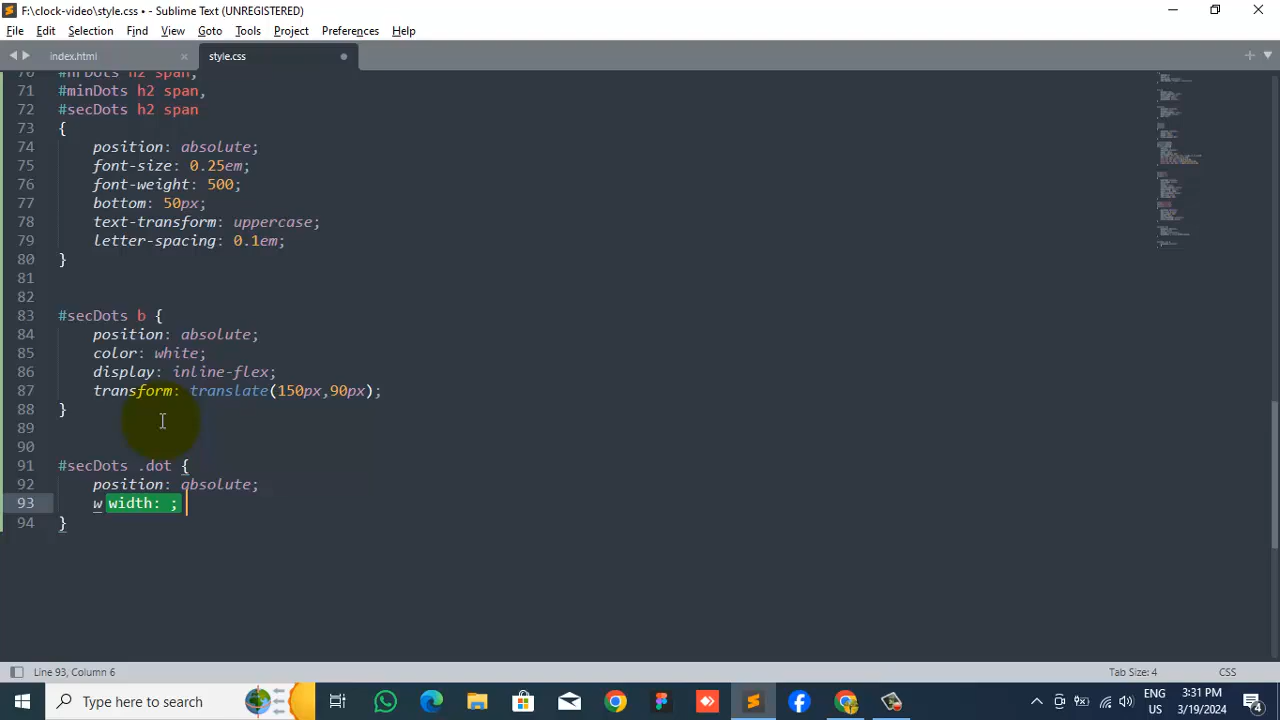 F:\clock-video\style.css • - Sublime Text (UNREGISTERED)
File Edit Selection Find View Goto Tools Project Preferences Help
index.html style.css
70 #hrDots h2 span,
71 #minDots h2 span,
72 #secDots h2 span
73 {
74 position: absolute;
75 font-size: 0.25em;
76 font-weight: 500;
77 bottom: 50px;
78 text-transform: uppercase;
79 letter-spacing: 0.1em;
80 }
81
82
83 #secDots b {
84 position: absolute;
85 color: white;
86 display: inline-flex;
87 transform: translate(150px,90px);
88 }
89
90
91 #secDots .dot {
92 position: absolute;
93 w width: ;
94 }
Line 93, Column 6 Tab Size: 4 CSS
Type here to search
ENG
US
3:31 PM
3/19/2024
4